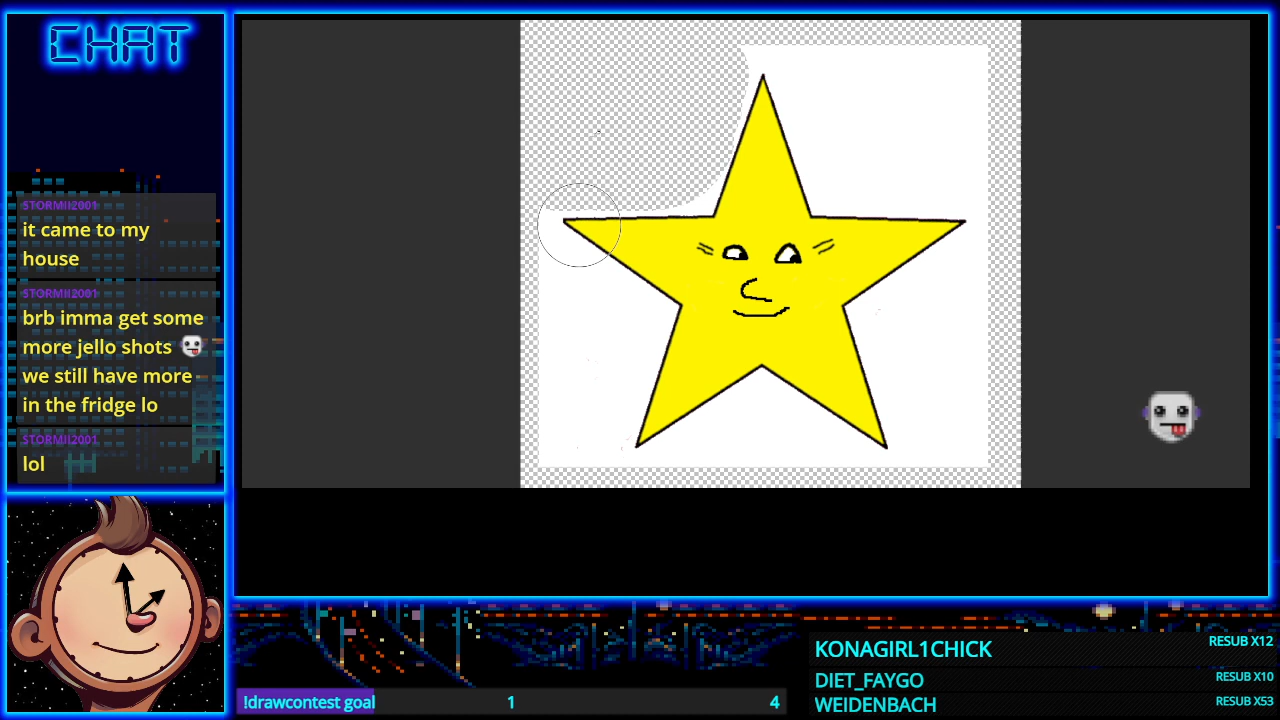 CHAT
STORMII2001
it came to my
house
STORMII2001
brb imma get some
more jello shots
we still have more
in the fridge lo
STORMII2001
lol
!drawcontest goal 1 4
KONAGIRL1CHICK RESUB X12
DIET_FAYGO RESUB X10
WEIDENBACH RESUB X53